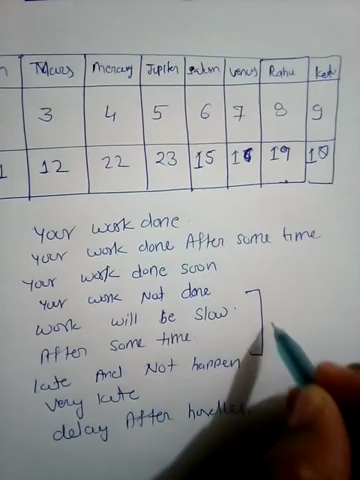 n Mars Mercury Jupiter Saturn Venus Rahu Ketu
3 4 5 6 7 8 9
1 12 22 23 15 16 19 10
Your work done.
Your work done After some time
Your work done soon
Your work Not done
work will be slow.
After some time.
late And Not happen
very late
delay After